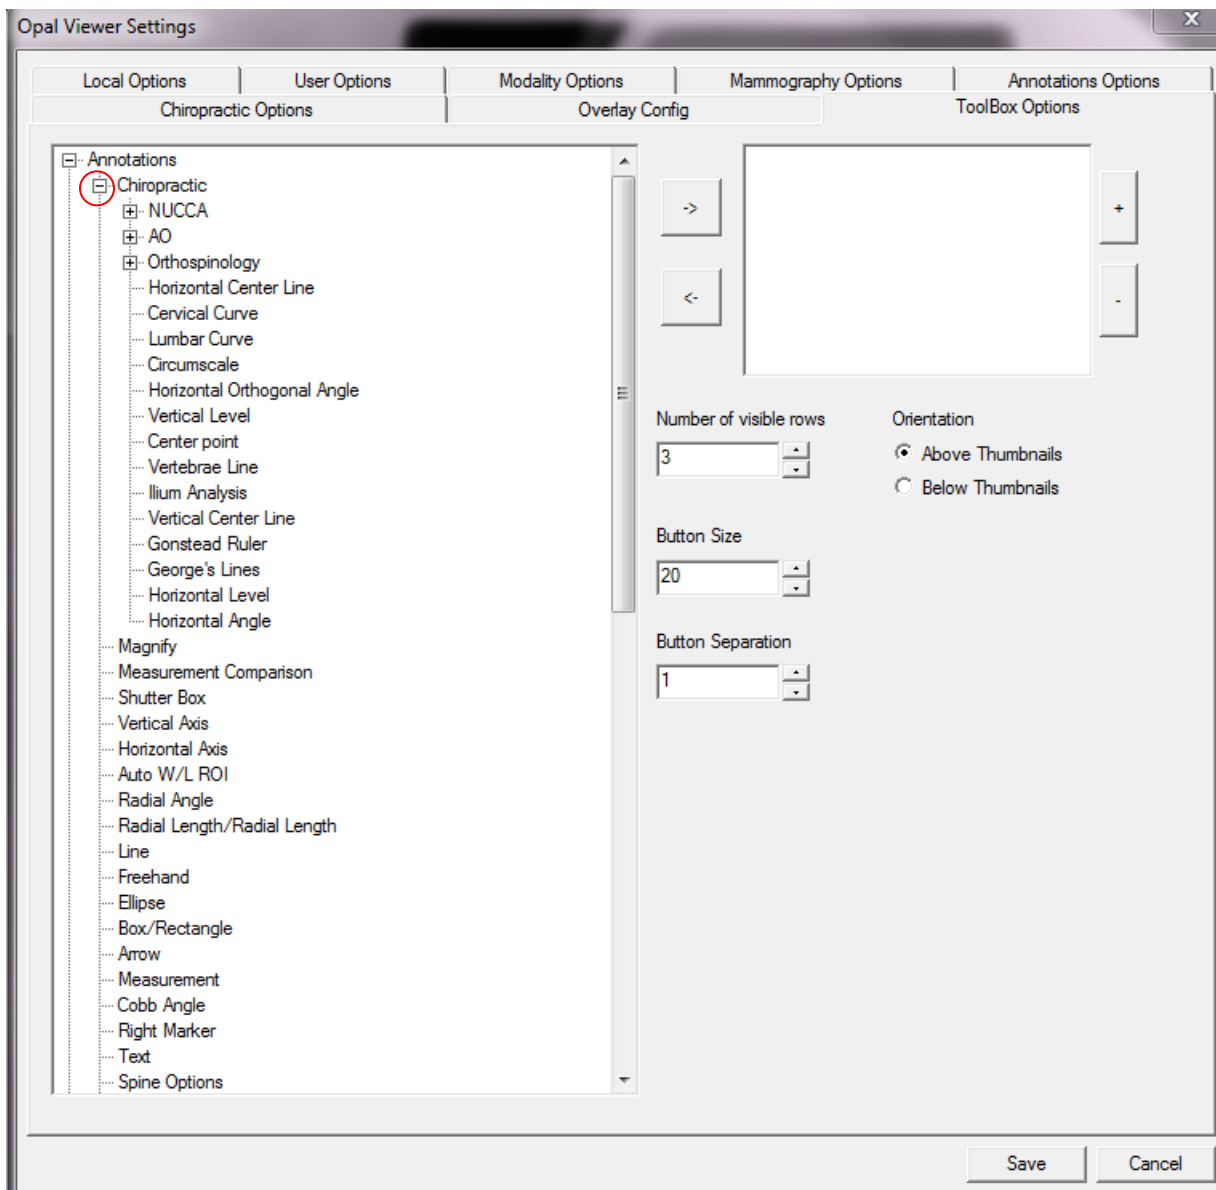 Opal Viewer Settings
X
Local Options
User Options
Modality Options
Mammography Options
Annotations Options
Chiropractic Options
Overlay Config
ToolBox Options
Annotations
Chiropractic
NUCCA
AO
Orthospinology
Horizontal Center Line
Cervical Curve
Lumbar Curve
Circumscale
Horizontal Orthogonal Angle
Vertical Level
Center point
Vertebrae Line
Ilium Analysis
Vertical Center Line
Gonstead Ruler
George's Lines
Horizontal Level
Horizontal Angle
Magnify
Measurement Comparison
Shutter Box
Vertical Axis
Horizontal Axis
Auto W/L ROI
Radial Angle
Radial Length/Radial Length
Line
Freehand
Ellipse
Box/Rectangle
Arrow
Measurement
Cobb Angle
Right Marker
Text
Spine Options
->
<-
+
-
Number of visible rows
3
Orientation
Above Thumbnails
Below Thumbnails
Button Size
20
Button Separation
1
Save
Cancel